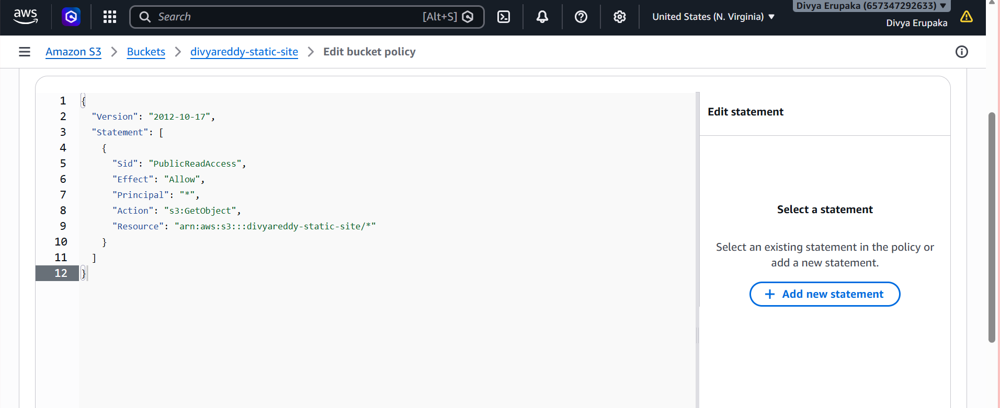 aws
Search
[Alt+S]
United States (N. Virginia)
Divya Erupaka (657347292633)
Divya Erupaka
Amazon S3
Buckets
divyareddy-static-site
Edit bucket policy
1 {
2 "Version": "2012-10-17",
3 "Statement": [
4 {
5 "Sid": "PublicReadAccess",
6 "Effect": "Allow",
7 "Principal": "*",
8 "Action": "s3:GetObject",
9 "Resource": "arn:aws:s3:::divyareddy-static-site/*"
10 }
11 ]
12 }
Edit statement
Select a statement
Select an existing statement in the policy or
add a new statement.
+ Add new statement